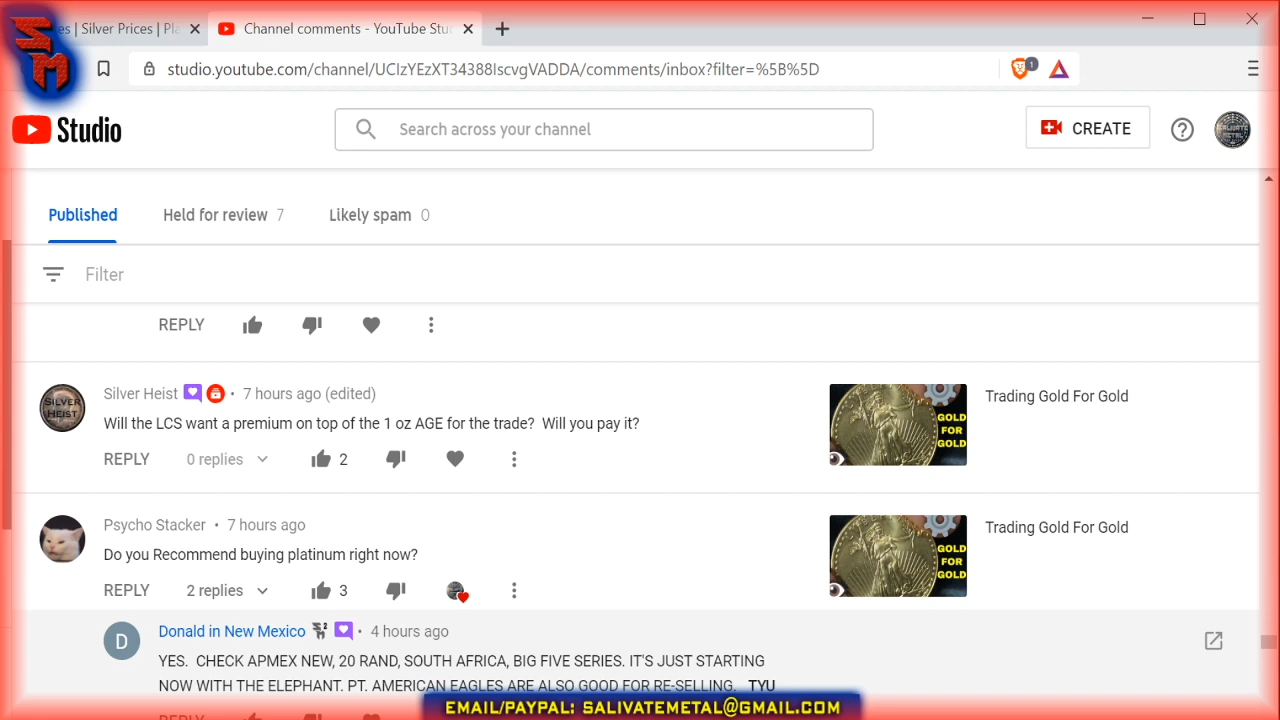 es | Silver Prices | Pla
Channel comments - YouTube Stu
SM
studio.youtube.com/channel/UCIzYEzXT34388IscvgVADDA/comments/inbox?filter=%5B%5D
1
Studio
Search across your channel
CREATE
SALIVATE METAL
Published
Held for review 7
Likely spam 0
Filter
REPLY
Silver Heist • 7 hours ago (edited)
Will the LCS want a premium on top of the 1 oz AGE for the trade? Will you pay it?
REPLY 0 replies 2
SILVER
HEIST
GOLD
FOR
GOLD
Trading Gold For Gold
Psycho Stacker • 7 hours ago
Do you Recommend buying platinum right now?
REPLY 2 replies 3
GOLD
FOR
GOLD
Trading Gold For Gold
D
Donald in New Mexico • 4 hours ago
YES. CHECK APMEX NEW, 20 RAND, SOUTH AFRICA, BIG FIVE SERIES. IT'S JUST STARTING
NOW WITH THE ELEPHANT. PT. AMERICAN EAGLES ARE ALSO GOOD FOR RE-SELLING. TYU
REPLY
EMAIL/PAYPAL: SALIVATEMETAL@GMAIL.COM